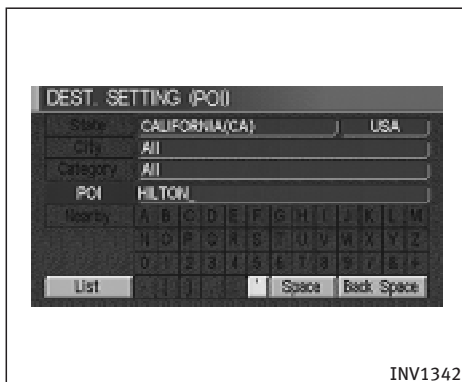 DEST. SETTING (POI)
State CALIFORNIA(CA) USA
City All
Category All
POI HILTON_
Nearby A B C D E F G H I J K L M
N O P Q R S T U V W X Y Z
0 1 2 3 4 5 6 7 8 9 / & +
List ' Space Back Space
INV1342